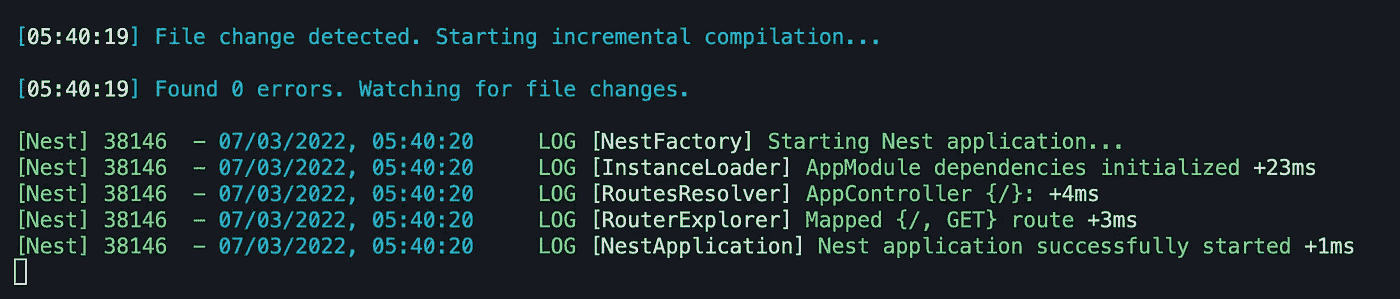 [05:40:19] File change detected. Starting incremental compilation...
[05:40:19] Found 0 errors. Watching for file changes.
[Nest] 38146  – 07/03/2022, 05:40:20     LOG [NestFactory] Starting Nest application...
[Nest] 38146  – 07/03/2022, 05:40:20     LOG [InstanceLoader] AppModule dependencies initialized +23ms
[Nest] 38146  – 07/03/2022, 05:40:20     LOG [RoutesResolver] AppController {/}: +4ms
[Nest] 38146  – 07/03/2022, 05:40:20     LOG [RouterExplorer] Mapped {/, GET} route +3ms
[Nest] 38146  – 07/03/2022, 05:40:20     LOG [NestApplication] Nest application successfully started +1ms